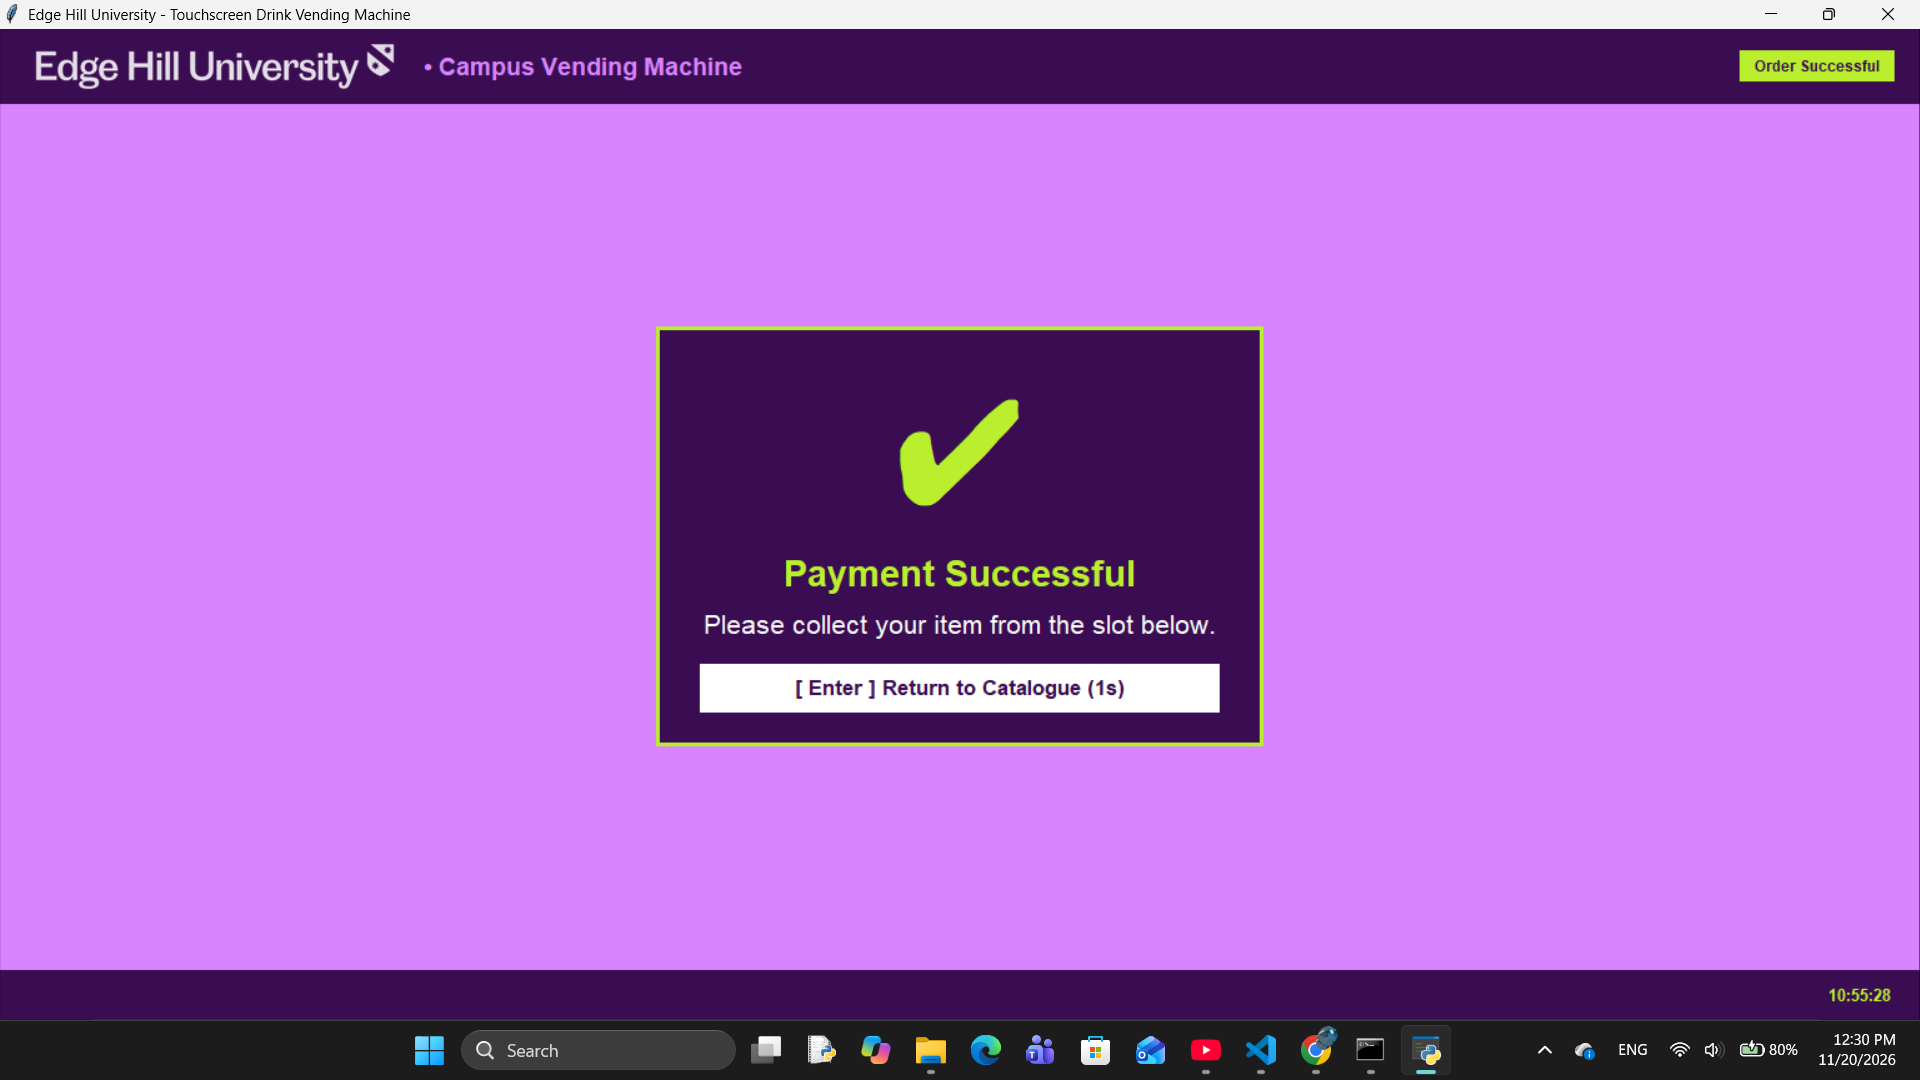 Edge Hill University - Touchscreen Drink Vending Machine
Edge Hill University • Campus Vending Machine
Order Successful
Payment Successful
Please collect your item from the slot below.
[ Enter ] Return to Catalogue (1s)
10:55:28
Search
ENG
80%
12:30 PM
11/20/2026